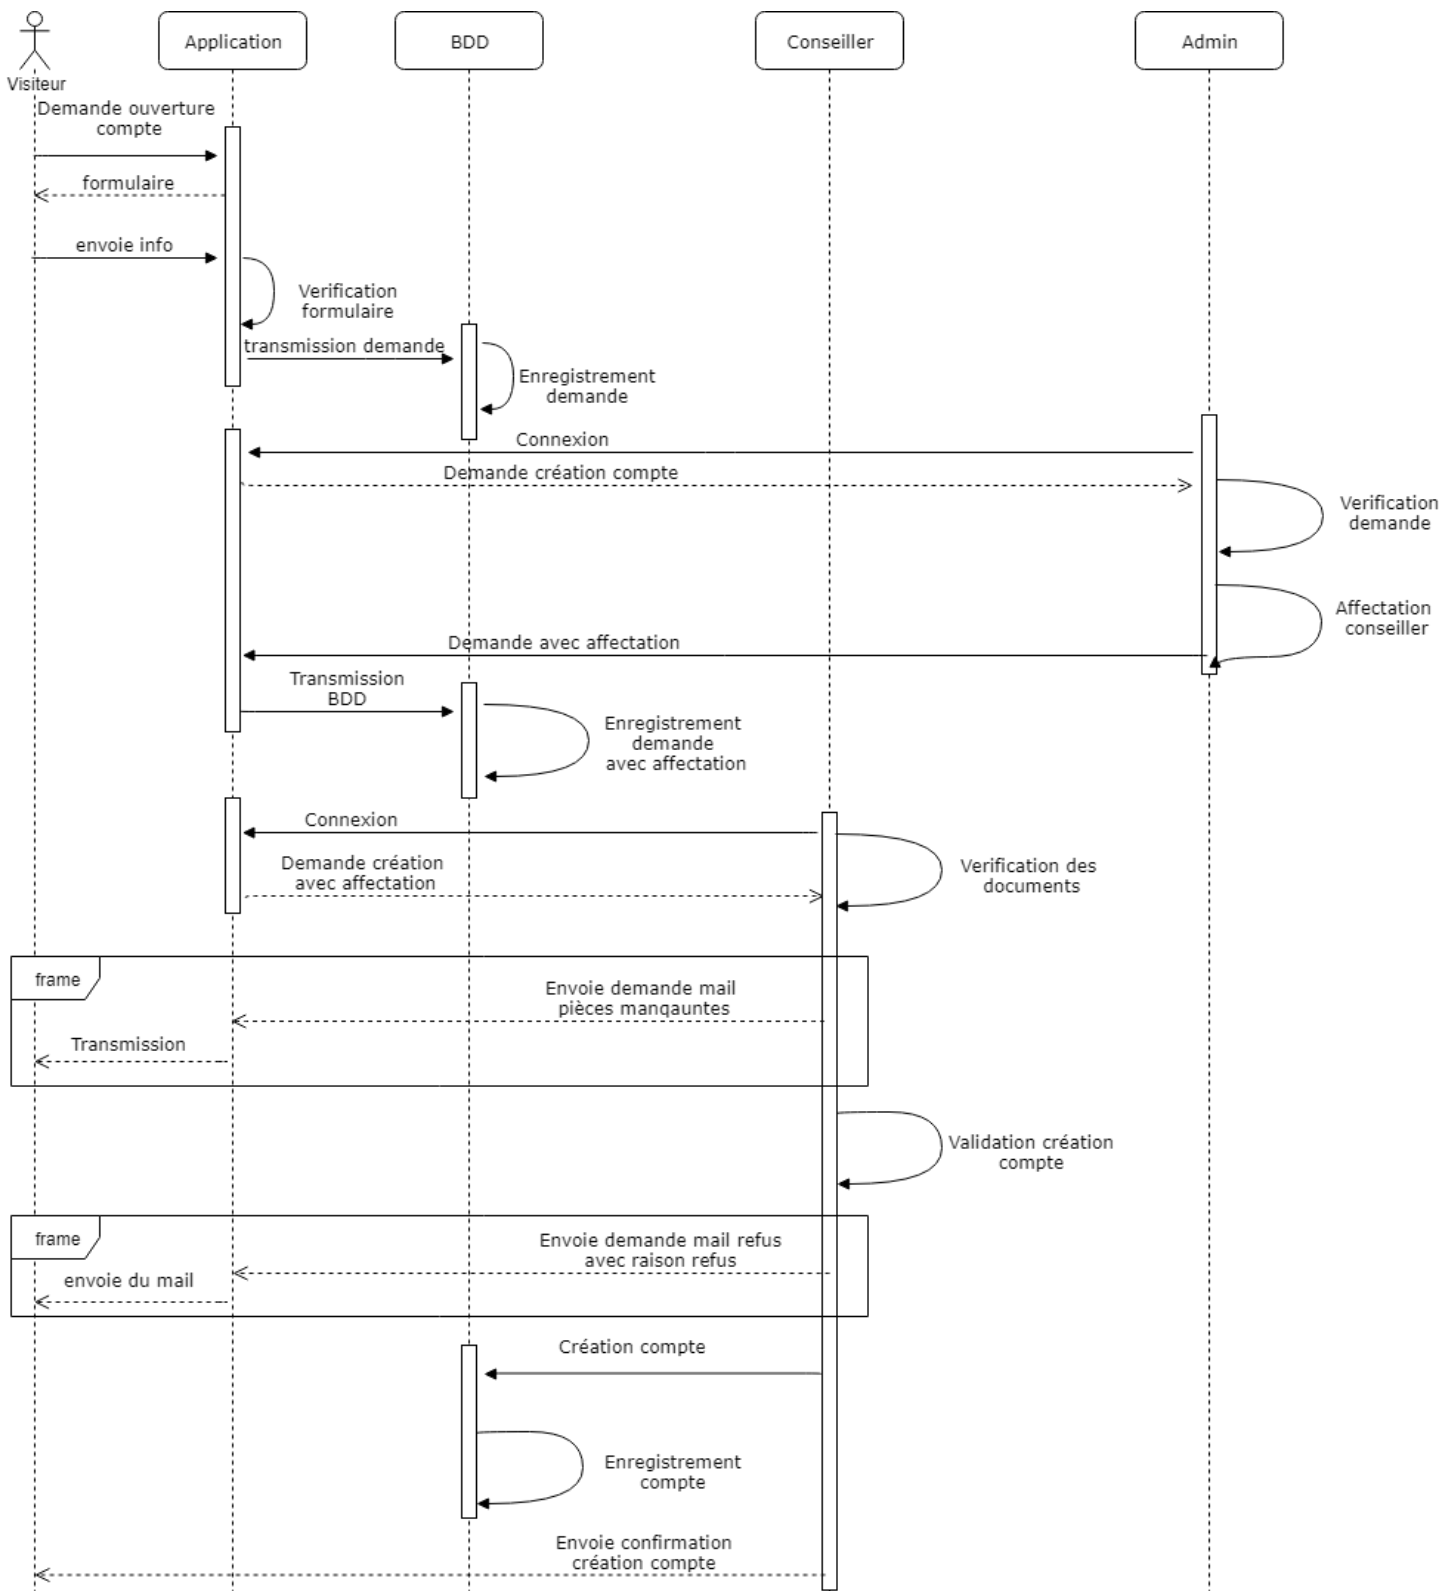 Application
BDD
Conseiller
Admin
Visiteur
Demande ouverture
compte
formulaire
envoie info
Verification
formulaire
transmission demande
Enregistrement
demande
Connexion
Demande création compte
Verification
demande
Affectation
conseiller
Demande avec affectation
Transmission
BDD
Enregistrement
demande
avec affectation
Connexion
Demande création
avec affectation
Verification des
documents
frame
Envoie demande mail
pièces manqauntes
Transmission
Validation création
compte
frame
Envoie demande mail refus
avec raison refus
envoie du mail
Création compte
Enregistrement
compte
Envoie confirmation
création compte